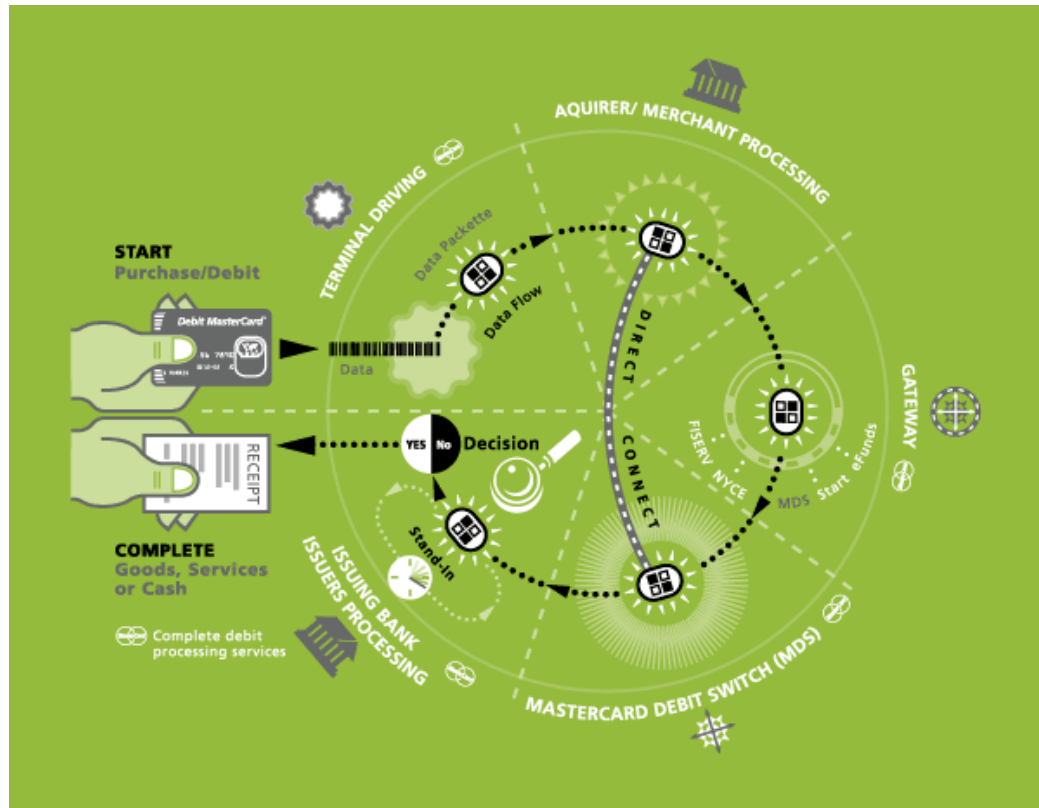 AQUIRER/ MERCHANT PROCESSING
TERMINAL DRIVING
START
Purchase/Debit
Debit MasterCard
Data Packette
Data Flow
Data
DIRECT
CONNECT
GATEWAY
FISERV
NYCE
MDS
Start
eFunds
YES
No
Decision
RECEIPT
Stand-In
COMPLETE
Goods, Services
or Cash
ISSUING BANK
ISSUERS PROCESSING
Complete debit
processing services
MASTERCARD DEBIT SWITCH (MDS)